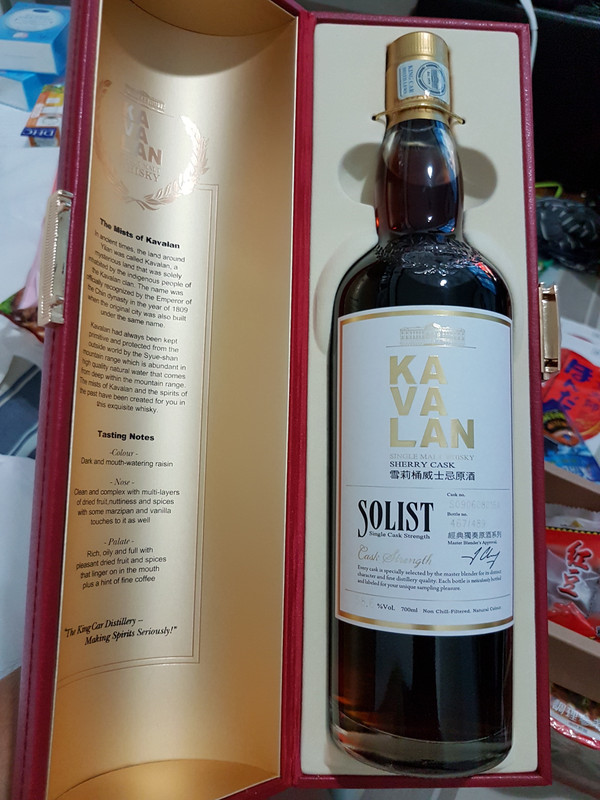 KA
VA
LAN
WHISKY
The Mists of Kavalan
In ancient times, the land around
Yilan was called Kavalan, a
mysterious land that was solely
inhabited by the indigenous people of
the Kavalan clan. The name was
officially recognized by the Emperor of
the Chin dynasty in the year of 1809
when the original city was also built
under the same name.
Kavalan had always been kept
primitive and protected from the
outside world by the Syue-shan
mountain range which is abundant in
high quality natural water that comes
from deep within the mountain range.
The mists of Kavalan and the spirits of
the past have been created for you in
this exquisite whisky.
Tasting Notes
-Colour-
Dark and mouth-watering raisin
- Nose -
Clean and complex with multi-layers
of dried fruit,nuttiness and spices
with some marzipan and vanilla
touches to it as well
- Palate -
Rich, oily and full with
pleasant dried fruit and spices
that linger on in the mouth
plus a hint of fine coffee
"The King Car Distillery –
Making Spirits Seriously!"
KA
VA
LAN
SINGLE MALT WHISKY
SHERRY CASK
雪莉桶威士忌原酒
SOLIST
Single Cask Strength
Cask no.
Bottle no.
467/489
經典獨奏原酒系列
Master Blender's Approval
Cask Strength
Every cask is specially selected by the master blender for its distinct
character and fine distillery quality. Each bottle is meticulously bottled
and labeled for your unique sampling pleasure.
%Vol. 700ml Non Chill-Filtered, Natural Colour.
DHC
紅豆